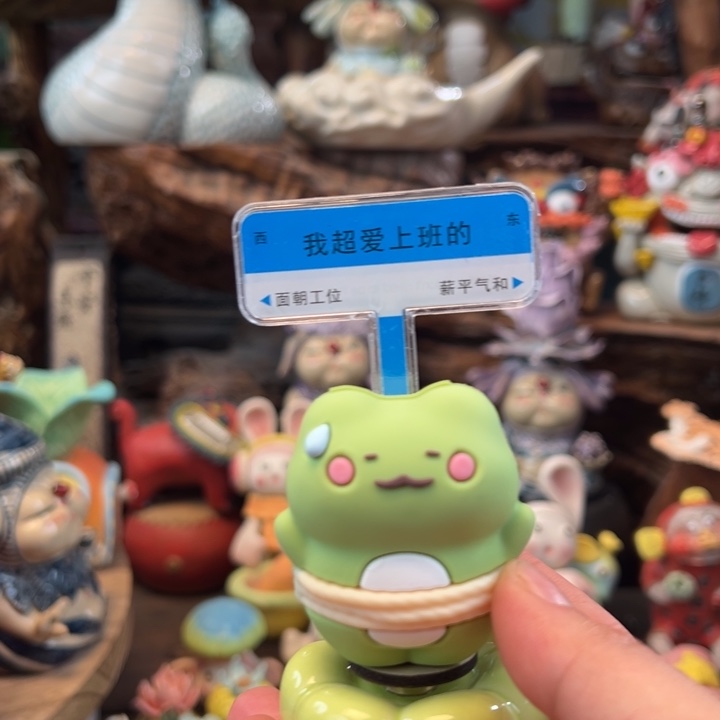 西 我超爱上班的 东
面朝工位 薪平气和